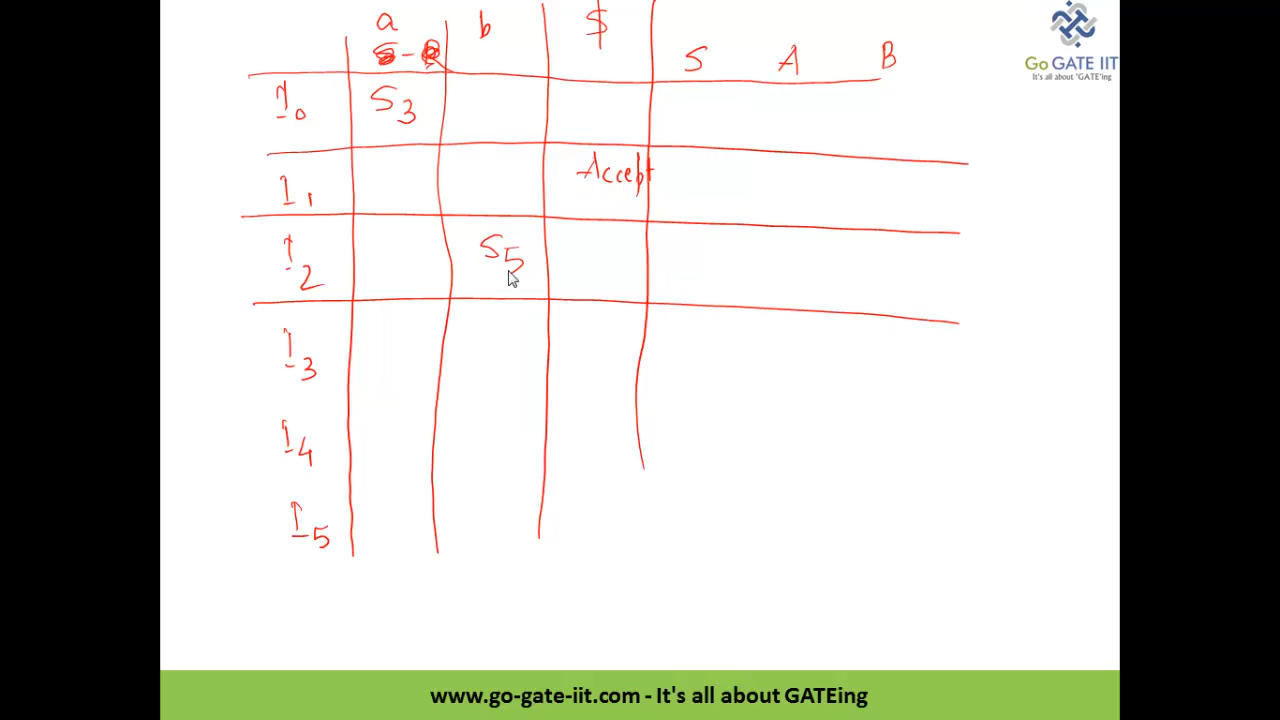 a b $
S A B
Go GATE IIT
It's all about 'GATE'ing
I0 S3
I1 Accept
I2 S5
I3
I4
I5
www.go-gate-iit.com - It's all about GATEing